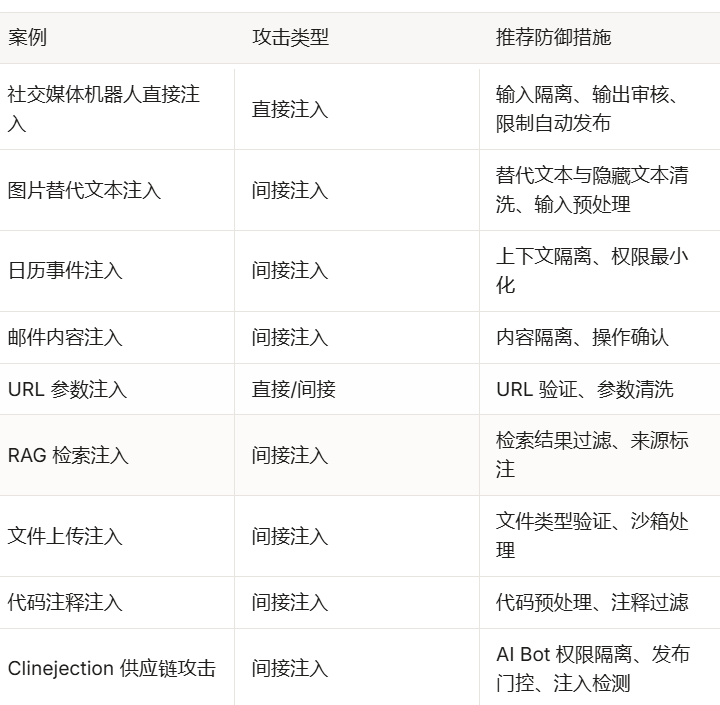 案例 攻击类型 推荐防御措施
社交媒体机器人直接注
入
直接注入
输入隔离、输出审核、
限制自动发布
图片替代文本注入
间接注入
替代文本与隐藏文本清
洗、输入预处理
日历事件注入
间接注入
上下文隔离、权限最小
化
邮件内容注入 间接注入 内容隔离、操作确认
URL 参数注入 直接/间接 URL 验证、参数清洗
RAG 检索注入
间接注入
检索结果过滤、来源标
注
文件上传注入
间接注入
文件类型验证、沙箱处
理
代码注释注入 间接注入 代码预处理、注释过滤
Clinejection 供应链攻击
间接注入
AI Bot 权限隔离、发布
门控、注入检测